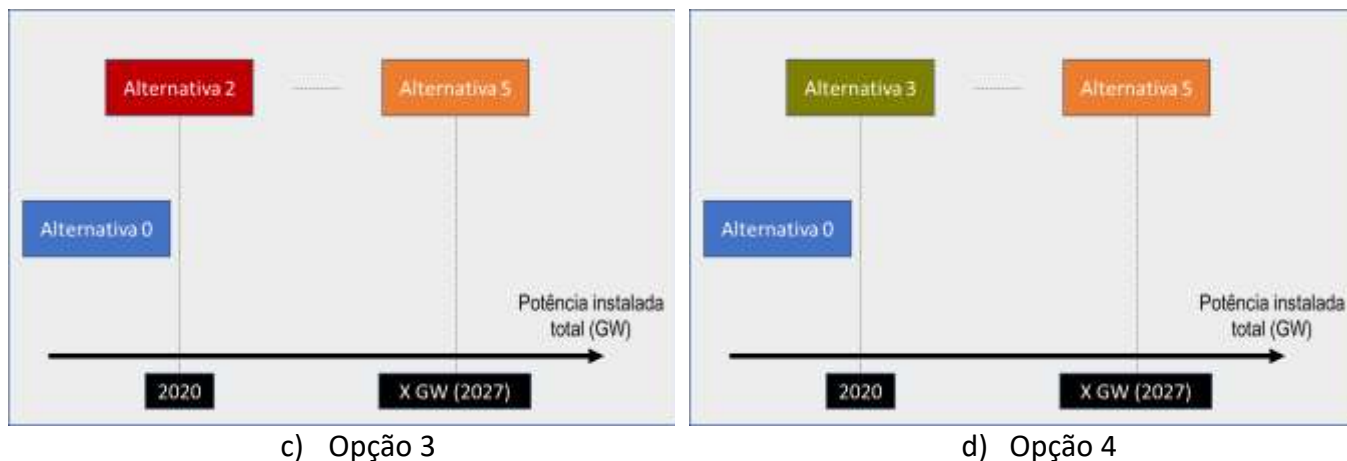 Alternativa 2
Alternativa 5
Alternativa 0
Potência instalada
total (GW)
2020
X GW (2027)
c) Opção 3
Alternativa 3
Alternativa 5
Alternativa 0
Potência instalada
total (GW)
2020
X GW (2027)
d) Opção 4